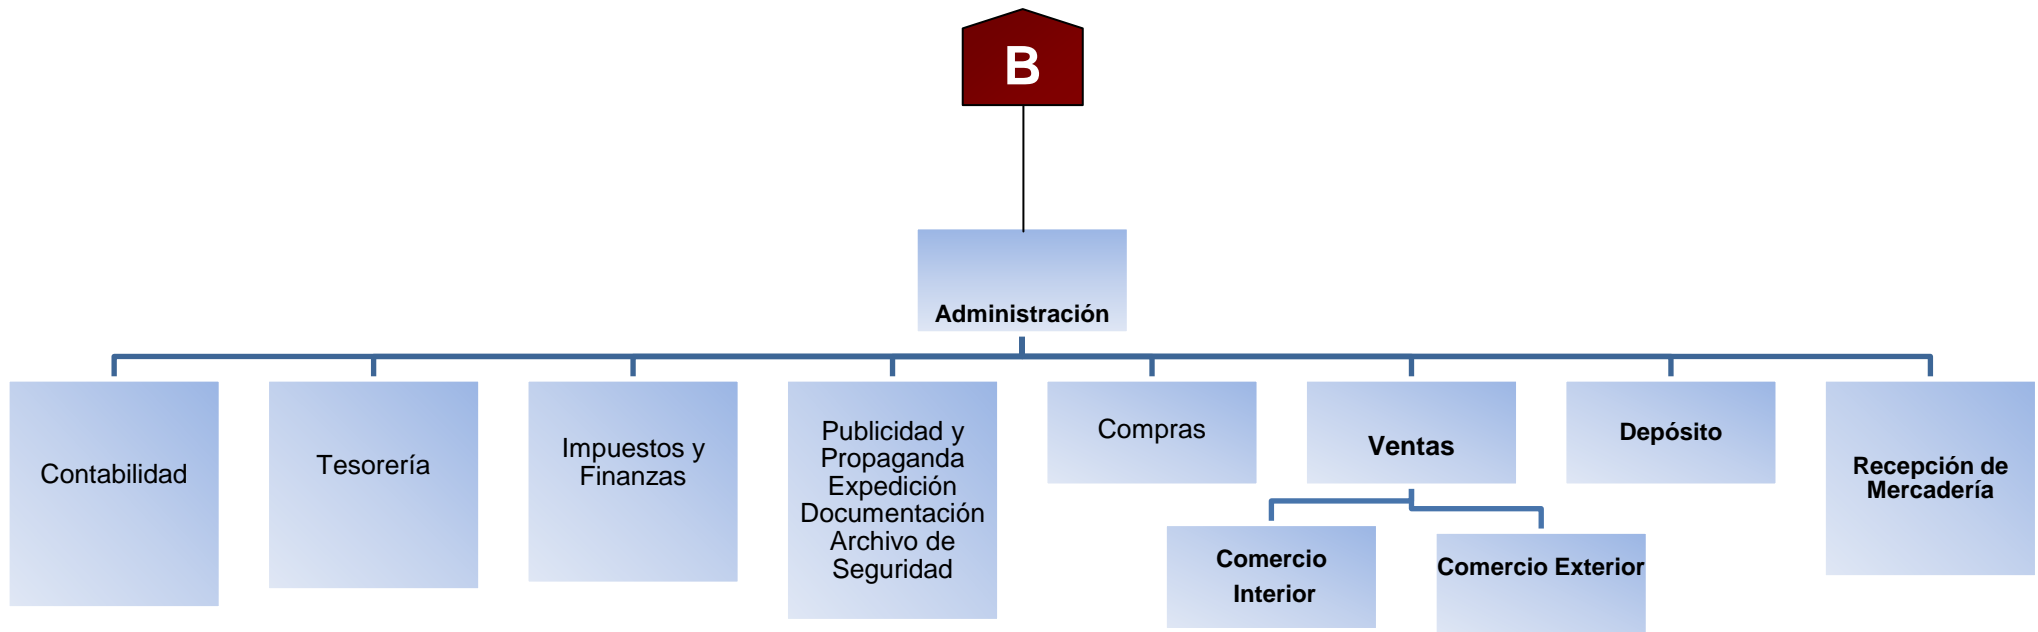 B
Administración
Contabilidad
Tesorería
Impuestos y
Finanzas
Publicidad y
Propaganda
Expedición
Documentación
Archivo de
Seguridad
Compras
Ventas
Depósito
Recepción de
Mercadería
Comercio
Interior
Comercio Exterior